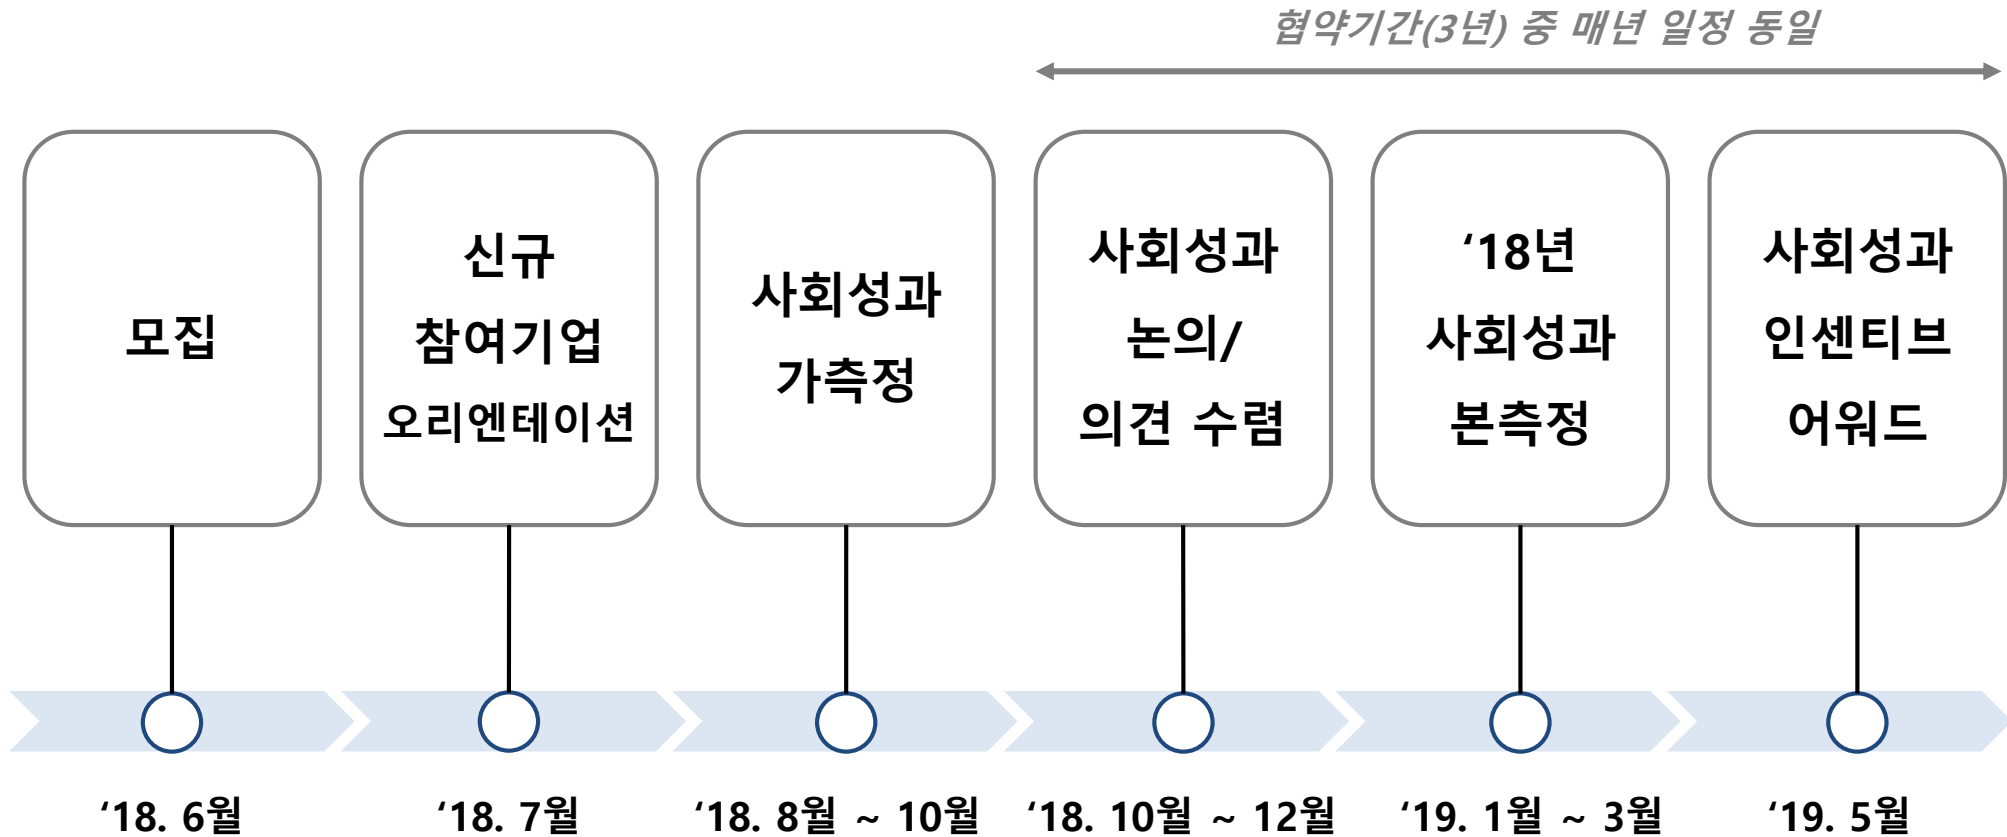 협약기간(3년) 중 매년 일정 동일
모집
신규
참여기업
오리엔테이션
사회성과
가측정
사회성과
논의/
의견 수렴
‘18년
사회성과
본측정
사회성과
인센티브
어워드
‘18. 6월
‘18. 7월
‘18. 8월 ~ 10월
‘18. 10월 ~ 12월
‘19. 1월 ~ 3월
‘19. 5월